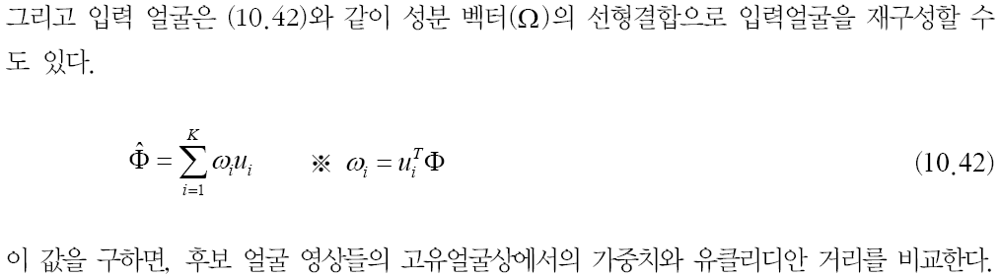 그리고 입력 얼굴은 (10.42)와 같이 성분 벡터(Ω)의 선형결합으로 입력얼굴을 재구성할 수
도 있다.
Φ̂ = ∑_{i=1}^{K} ω_i u_i ※ ω_i = u_i^T Φ (10.42)
이 값을 구하면, 후보 얼굴 영상들의 고유얼굴상에서의 가중치와 유클리디안 거리를 비교한다.